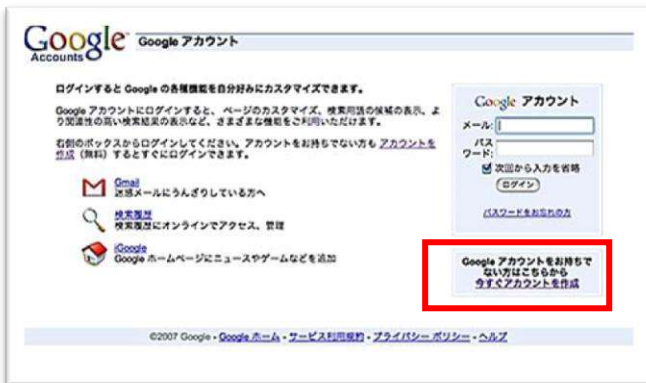 Google
Accounts
Google アカウント
ログインすると Google の各種機能を自分好みにカスタマイズできます。
Google アカウントにログインすると、ページのカスタマイズ、検索用語の候補の表示、よ
り関連性の高い検索結果の表示など、さまざまな機能をご利用いただけます。
右側のボックスからログインしてください。アカウントをお持ちでない方も アカウントを
作成 (無料) するとすぐにログインできます。
Gmail
迷惑メールにうんざりしている方へ
検索履歴
検索履歴にオンラインでアクセス、管理
iGoogle
Google ホームページにニュースやゲームなどを追加
Google アカウント
メール:
パス
ワード:
次回から入力を省略
ログイン
パスワードをお忘れの方
Google アカウントをお持ちで
ない方はこちらから
今すぐアカウントを作成
©2007 Google - Google ホーム - サービス利用規約 - プライバシー ポリシー - ヘルプ